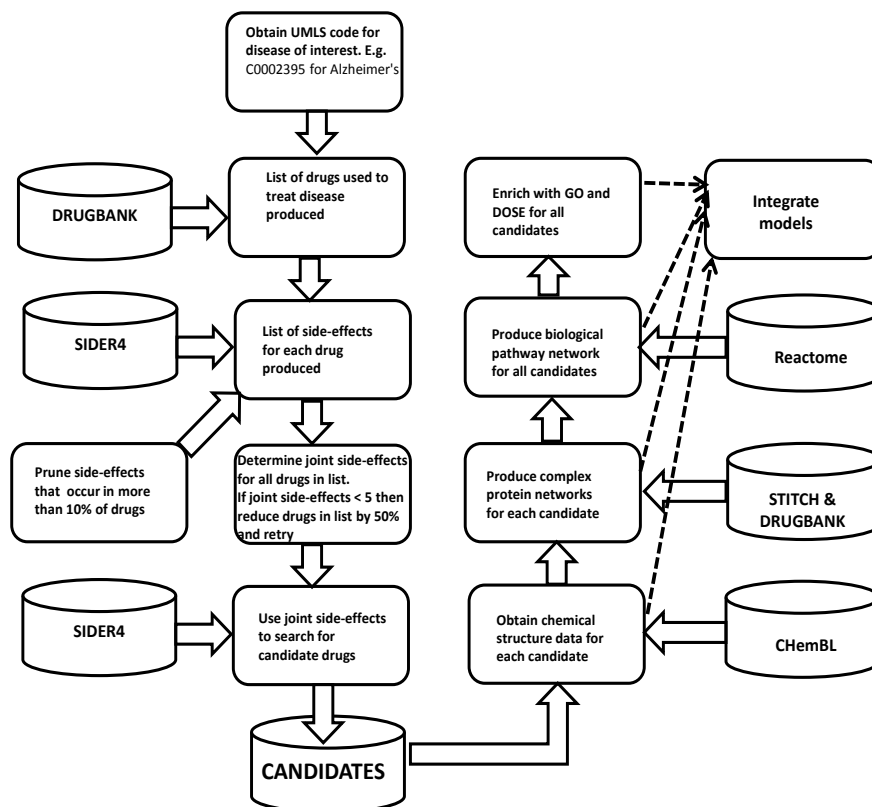 Obtain UMLS code for
disease of interest. E.g.
C0002395 for Alzheimer's
DRUGBANK
List of drugs used to
treat disease
produced
SIDER4
List of side-effects
for each drug
produced
Prune side-effects
that occur in more
than 10% of drugs
Determine joint side-effects
for all drugs in list.
If joint side-effects < 5 then
reduce drugs in list by 50%
and retry
SIDER4
Use joint side-effects
to search for
candidate drugs
CANDIDATES
Enrich with GO and
DOSE for all
candidates
Integrate
models
Produce biological
pathway network
for all candidates
Reactome
Produce complex
protein networks
for each candidate
STITCH &
DRUGBANK
Obtain chemical
structure data for
each candidate
CHemBL